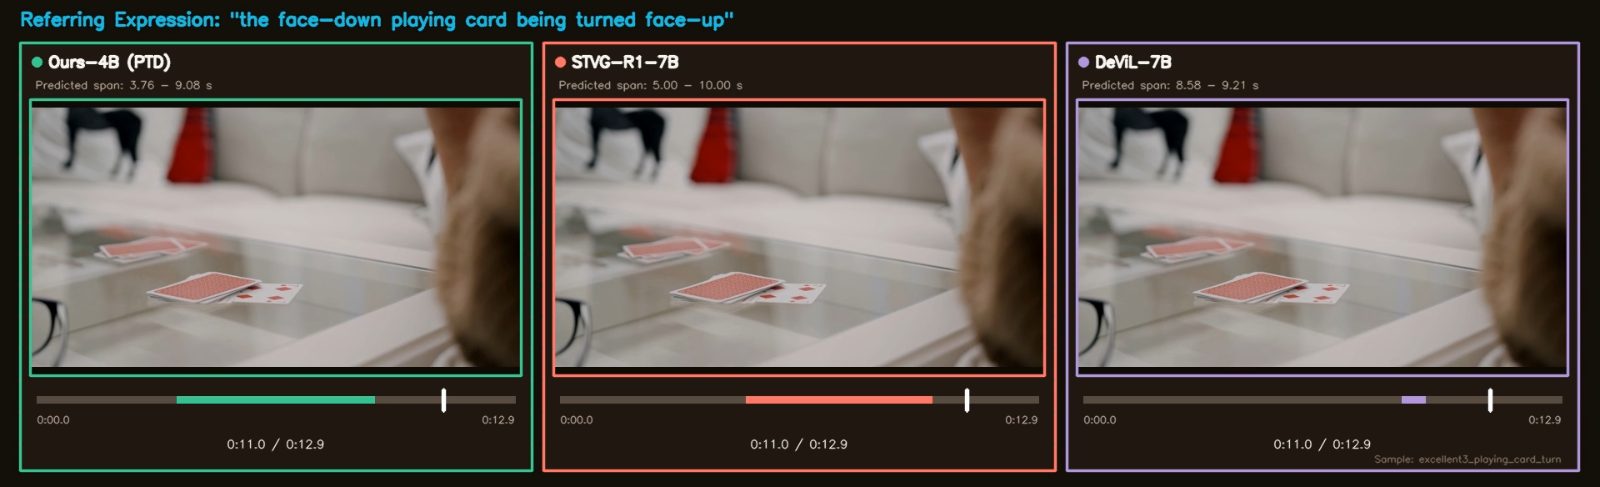 Referring Expression: "the face-down playing card being turned face-up"
Ours-4B (PTD)
Predicted span: 3.76 - 9.08 s
0:00.0
0:12.9
0:11.0 / 0:12.9
STVG-R1-7B
Predicted span: 5.00 - 10.00 s
0:00.0
0:12.9
0:11.0 / 0:12.9
DeViL-7B
Predicted span: 8.58 - 9.21 s
0:00.0
0:12.9
0:11.0 / 0:12.9
Sample: excellent3_playing_card_turn